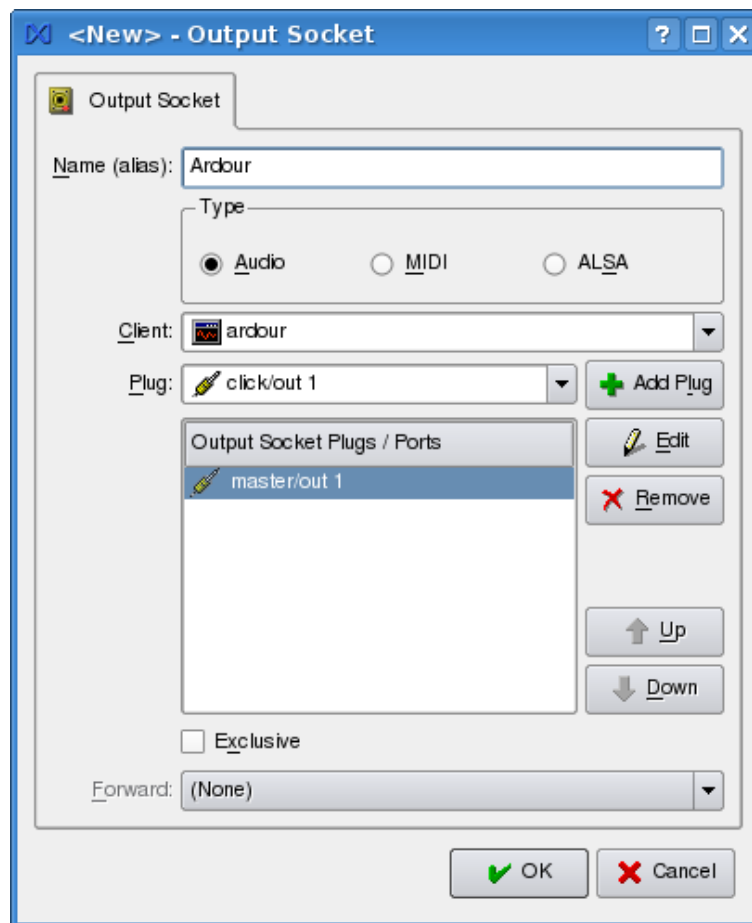 <New> - Output Socket
Output Socket
Name (alias): Ardour
Type
Audio MIDI ALSA
Client: ardour
Plug: click/out 1 Add Plug
Output Socket Plugs / Ports Edit
master/out 1
Remove
Up
Down
Exclusive
Forward: (None)
OK Cancel